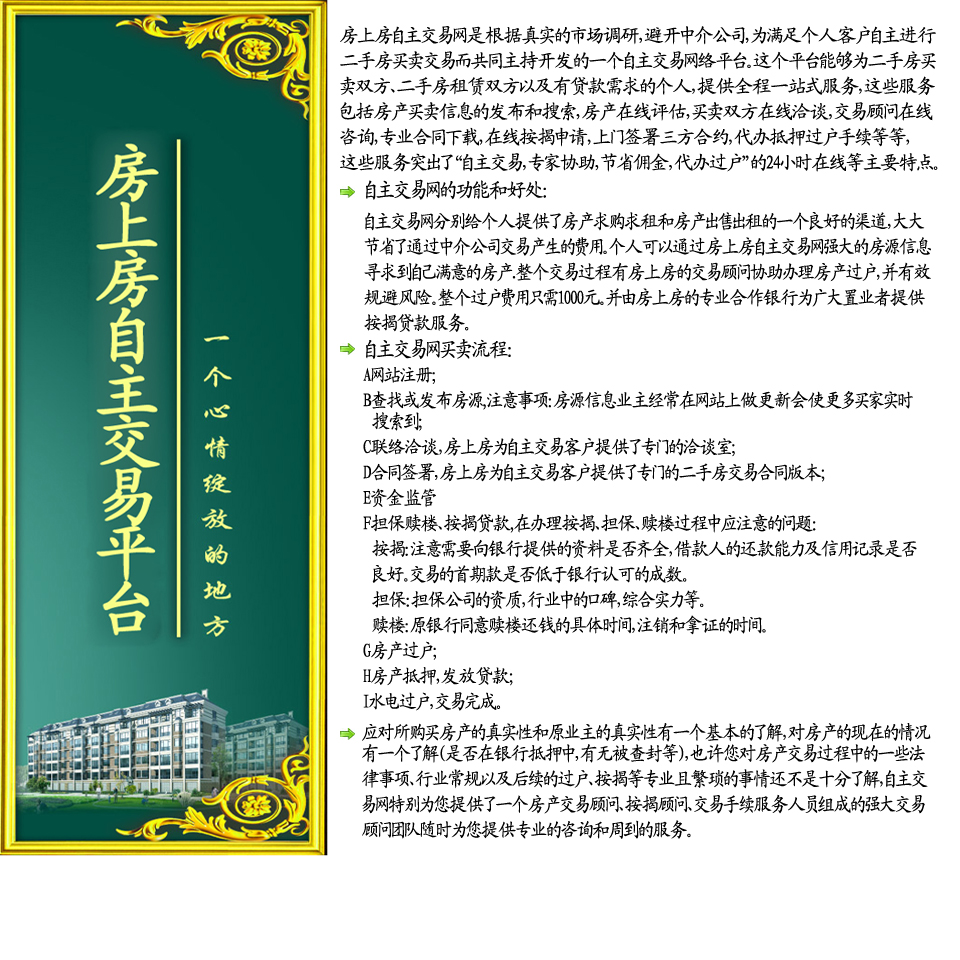 房上房自主交易平台
一个心情绽放的地方
房上房自主交易网是根据真实的市场调研,避开中介公司,为满足个人客户自主进行
二手房买卖交易而共同主持开发的一个自主交易网络平台。这个平台能够为二手房买
卖双方、二手房租赁双方以及有贷款需求的个人,提供全程一站式服务,这些服务
包括房产买卖信息的发布和搜索,房产在线评估,买卖双方在线洽谈,交易顾问在线
咨询,专业合同下载,在线按揭申请,上门签署三方合约,代办抵押过户手续等等,
这些服务突出了“自主交易,专家协助,节省佣金,代办过户”的24小时在线等主要特点。
自主交易网的功能和好处:
自主交易网分别给个人提供了房产求购求租和房产出售出租的一个良好的渠道,大大
节省了通过中介公司交易产生的费用。个人可以通过房上房自主交易网强大的房源信息
寻求到自己满意的房产.整个交易过程有房上房的交易顾问协助办理房产过户,并有效
规避风险。整个过户费用只需1000元。并由房上房的专业合作银行为广大置业者提供
按揭贷款服务。
自主交易网买卖流程:
A网站注册;
B查找或发布房源,注意事项:房源信息业主经常在网站上做更新会使更多买家实时
搜索到;
C联络洽谈,房上房为自主交易客户提供了专门的洽谈室;
D合同签署,房上房为自主交易客户提供了专门的二手房交易合同版本;
E资金监管
F担保赎楼、按揭贷款,在办理按揭、担保、赎楼过程中应注意的问题:
按揭:注意需要向银行提供的资料是否齐全,借款人的还款能力及信用记录是否
良好。交易的首期款是否低于银行认可的成数。
担保:担保公司的资质,行业中的口碑,综合实力等。
赎楼:原银行同意赎楼还钱的具体时间,注销和拿证的时间。
G房产过户;
H房产抵押,发放贷款;
I水电过户,交易完成。
应对所购买房产的真实性和原业主的真实性有一个基本的了解,对房产的现在的情况
有一个了解(是否在银行抵押中,有无被查封等),也许您对房产交易过程中的一些法
律事项、行业常规以及后续的过户、按揭等专业且繁琐的事情还不是十分了解,自主交
易网特别为您提供了一个房产交易顾问、按揭顾问、交易手续服务人员组成的强大交易
顾问团队随时为您提供专业的咨询和周到的服务。